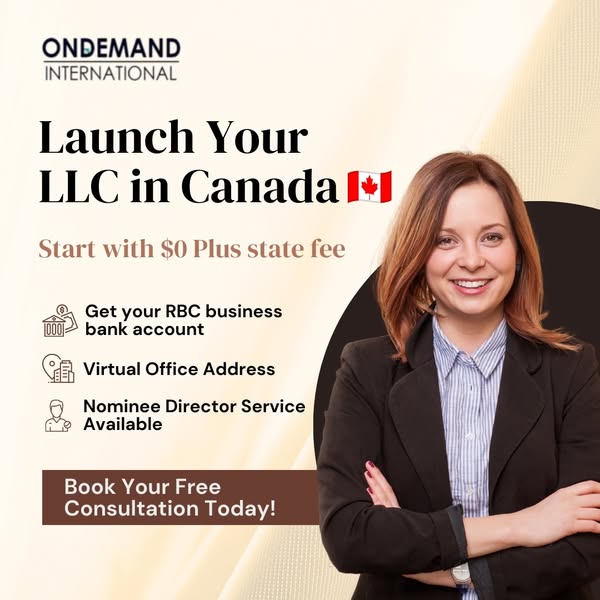 ONDEMAND
INTERNATIONAL
Launch Your
LLC in Canada 🇨🇦
Start with $0 Plus state fee
Get your RBC business
bank account
Virtual Office Address
Nominee Director Service
Available
Book Your Free
Consultation Today!